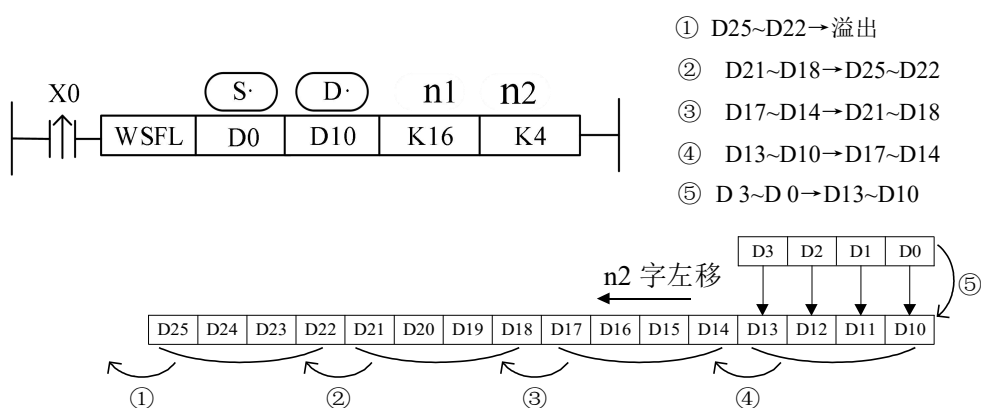 X0
S· D· n1 n2
WSFL D0 D10 K16 K4
① D25~D22→溢出
② D21~D18→D25~D22
③ D17~D14→D21~D18
④ D13~D10→D17~D14
⑤ D 3~D 0→D13~D10
D3 D2 D1 D0
n2 字左移
⑤
D25 D24 D23 D22 D21 D20 D19 D18 D17 D16 D15 D14 D13 D12 D11 D10
① ② ③ ④